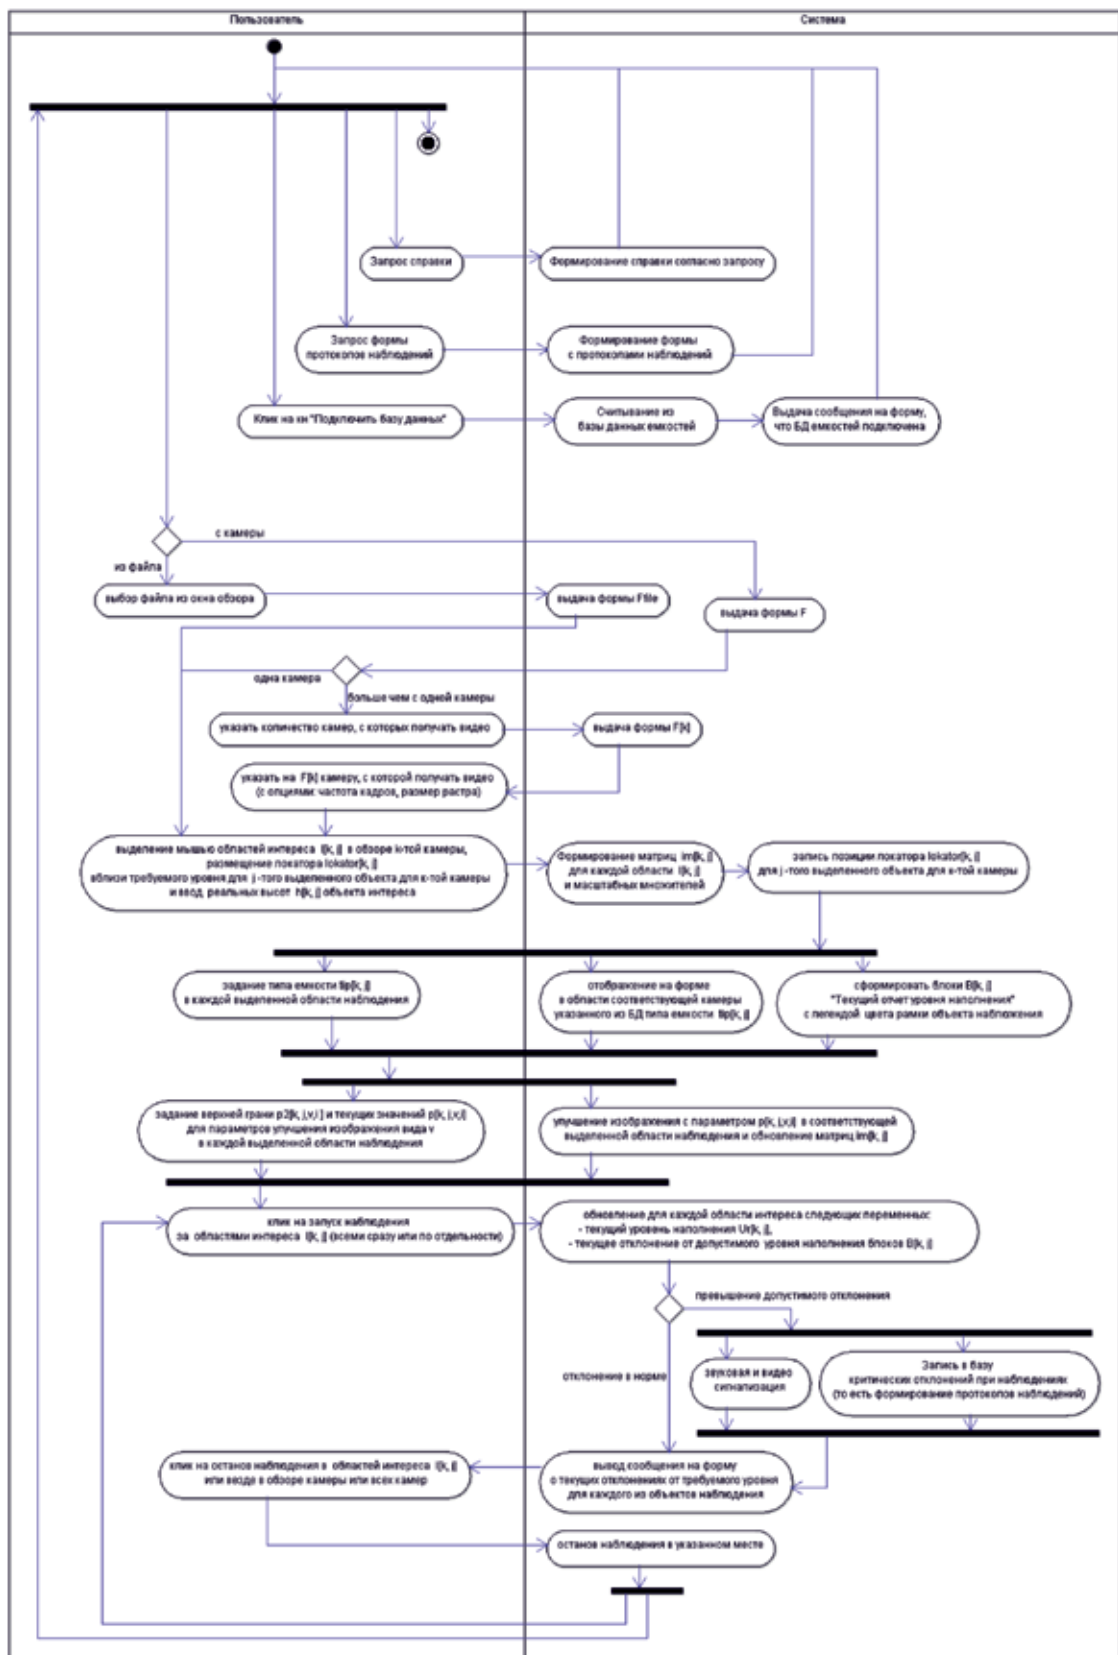 Пользователь
Система
Запрос справки
Формирование справки согласно запросу
Запрос формы
протоколов наблюдений
Формирование формы
с протоколами наблюдений
Клик на кн "Подключить базу данных"
Считывание из
базы данных емкостей
Выдача сообщения на форму,
что БД емкостей подключена
с камеры
из файла
выбор файла из окна обзора
выдача формы Ffile
выдача формы F
одна камера
больше чем с одной камеры
указать количество камер, с которых получать видео
выдача формы F[k]
указать на F[k] камеру, с которой получать видео
(с опциями: частота кадров, размер растра)
выделение мышью областей интереса I[k, j] в обзоре k-той камеры,
размещение локатора lokator[k, j]
вблизи требуемого уровня для j -того выделенного объекта для к-той камеры
и ввод реальных высот h[k, j] объекта интереса
Формирование матриц Im[k, j]
для каждой области I[k, j]
и масштабных множителей
запись позиции локатора lokator[k, j]
для j -того выделенного объекта для к-той камеры
задание типа емкости tip[k, j]
в каждой выделенной области наблюдения
отображение на форме
в области соответствующей камеры
указанного из БД типа емкости tip[k, j]
сформировать блоки B[k, j]
"Текущий отчет уровня наполнения"
с легендой цвета рамки объекта наблюжения
задание верхней грани p2[k, j,v,i ] и текущих значений p[k, j,v,i]
для параметров улучшения изображения вида v
в каждой выделенной области наблюдения
улучшение изображения с параметром p[k, j,v,i] в соответствующей
выделенной области наблюдения и обновление матриц Im[k, j]
клик на запуск наблюдения
за областями интереса I[k, j] (всеми сразу или по отдельности)
обновление для каждой области интереса следующих переменных:
- текущий уровень наполнения Ur[k, j],
- текущее отклонение от допустимого уровня наполнения блоков B[k, j]
превышение допустимого отклонения
отклонение в норме
звуковая и видео
сигнализация
Запись в базу
критических отклонений при наблюдениях
(то есть формирование протоколов наблюдений)
клик на останов наблюдения в областей интереса I[k, j]
или везде в обзоре камеры или всех камер
вывод сообщения на форму
о текущих отклонениях от требуемого уровня
для каждого из объектов наблюдения
останов наблюдения в указанном месте